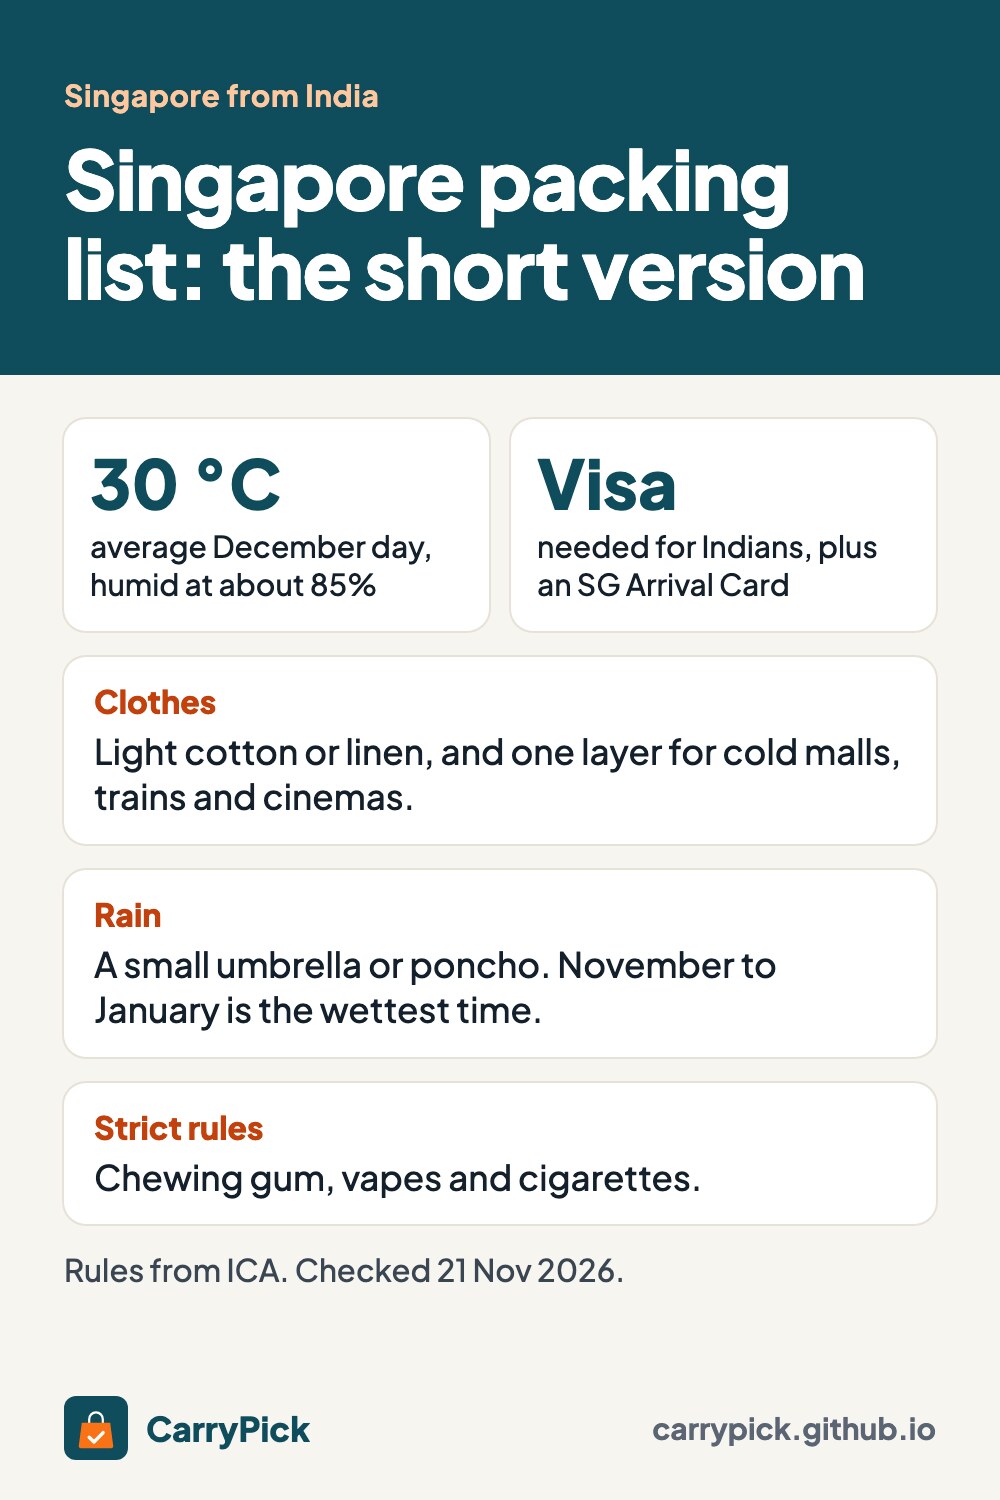 Singapore from India
Singapore packing
list: the short version
30 °C
average December day,
humid at about 85%
Visa
needed for Indians, plus
an SG Arrival Card
Clothes
Light cotton or linen, and one layer for cold malls,
trains and cinemas.
Rain
A small umbrella or poncho. November to
January is the wettest time.
Strict rules
Chewing gum, vapes and cigarettes.
Rules from ICA. Checked 21 Nov 2026.
CarryPick
carrypick.github.io